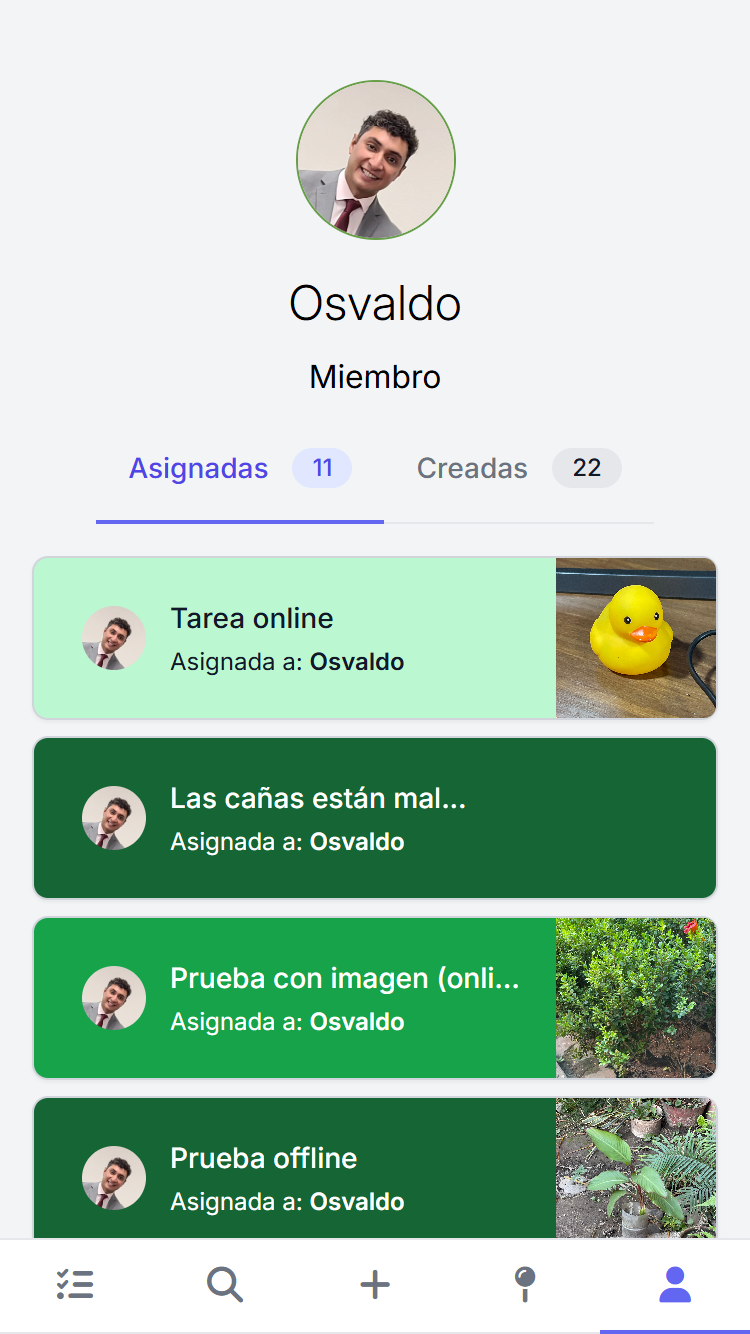 Osvaldo
Miembro
Asignadas 11 Creadas 22
Tarea online
Asignada a: Osvaldo
Las cañas están mal...
Asignada a: Osvaldo
Prueba con imagen (onli...
Asignada a: Osvaldo
Prueba offline
Asignada a: Osvaldo